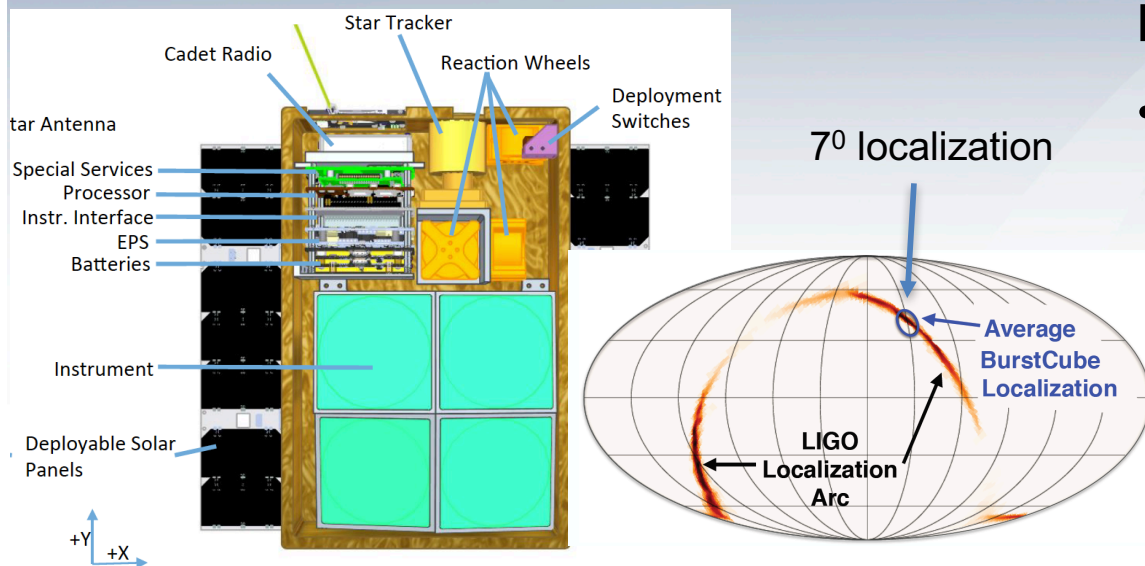 Star Tracker
Cadet Radio
Reaction Wheels
Deployment
Switches
tar Antenna
Special Services
Processor
Instr. Interface
EPS
Batteries
Instrument
Deployable Solar
Panels
+Y
+X
7⁰ localization
Average
BurstCube
Localization
LIGO
Localization
Arc